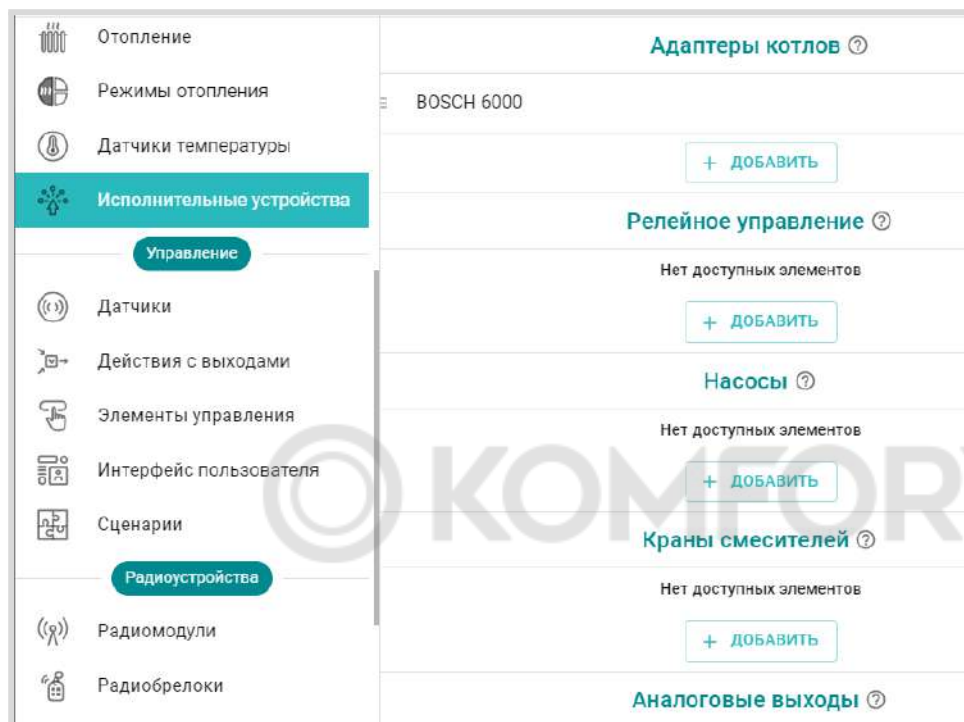 Отопление
Режимы отопления
Датчики температуры
Исполнительные устройства
Управление
Датчики
Действия с выходами
Элементы управления
Интерфейс пользователя
Сценарии
Радиоустройства
Радиомодули
Радиобрелоки
Адаптеры котлов ?
BOSCH 6000
+ ДОБАВИТЬ
Релейное управление ?
Нет доступных элементов
+ ДОБАВИТЬ
Насосы ?
Нет доступных элементов
+ ДОБАВИТЬ
Краны смесителей ?
Нет доступных элементов
+ ДОБАВИТЬ
Аналоговые выходы ?
KOMFOR